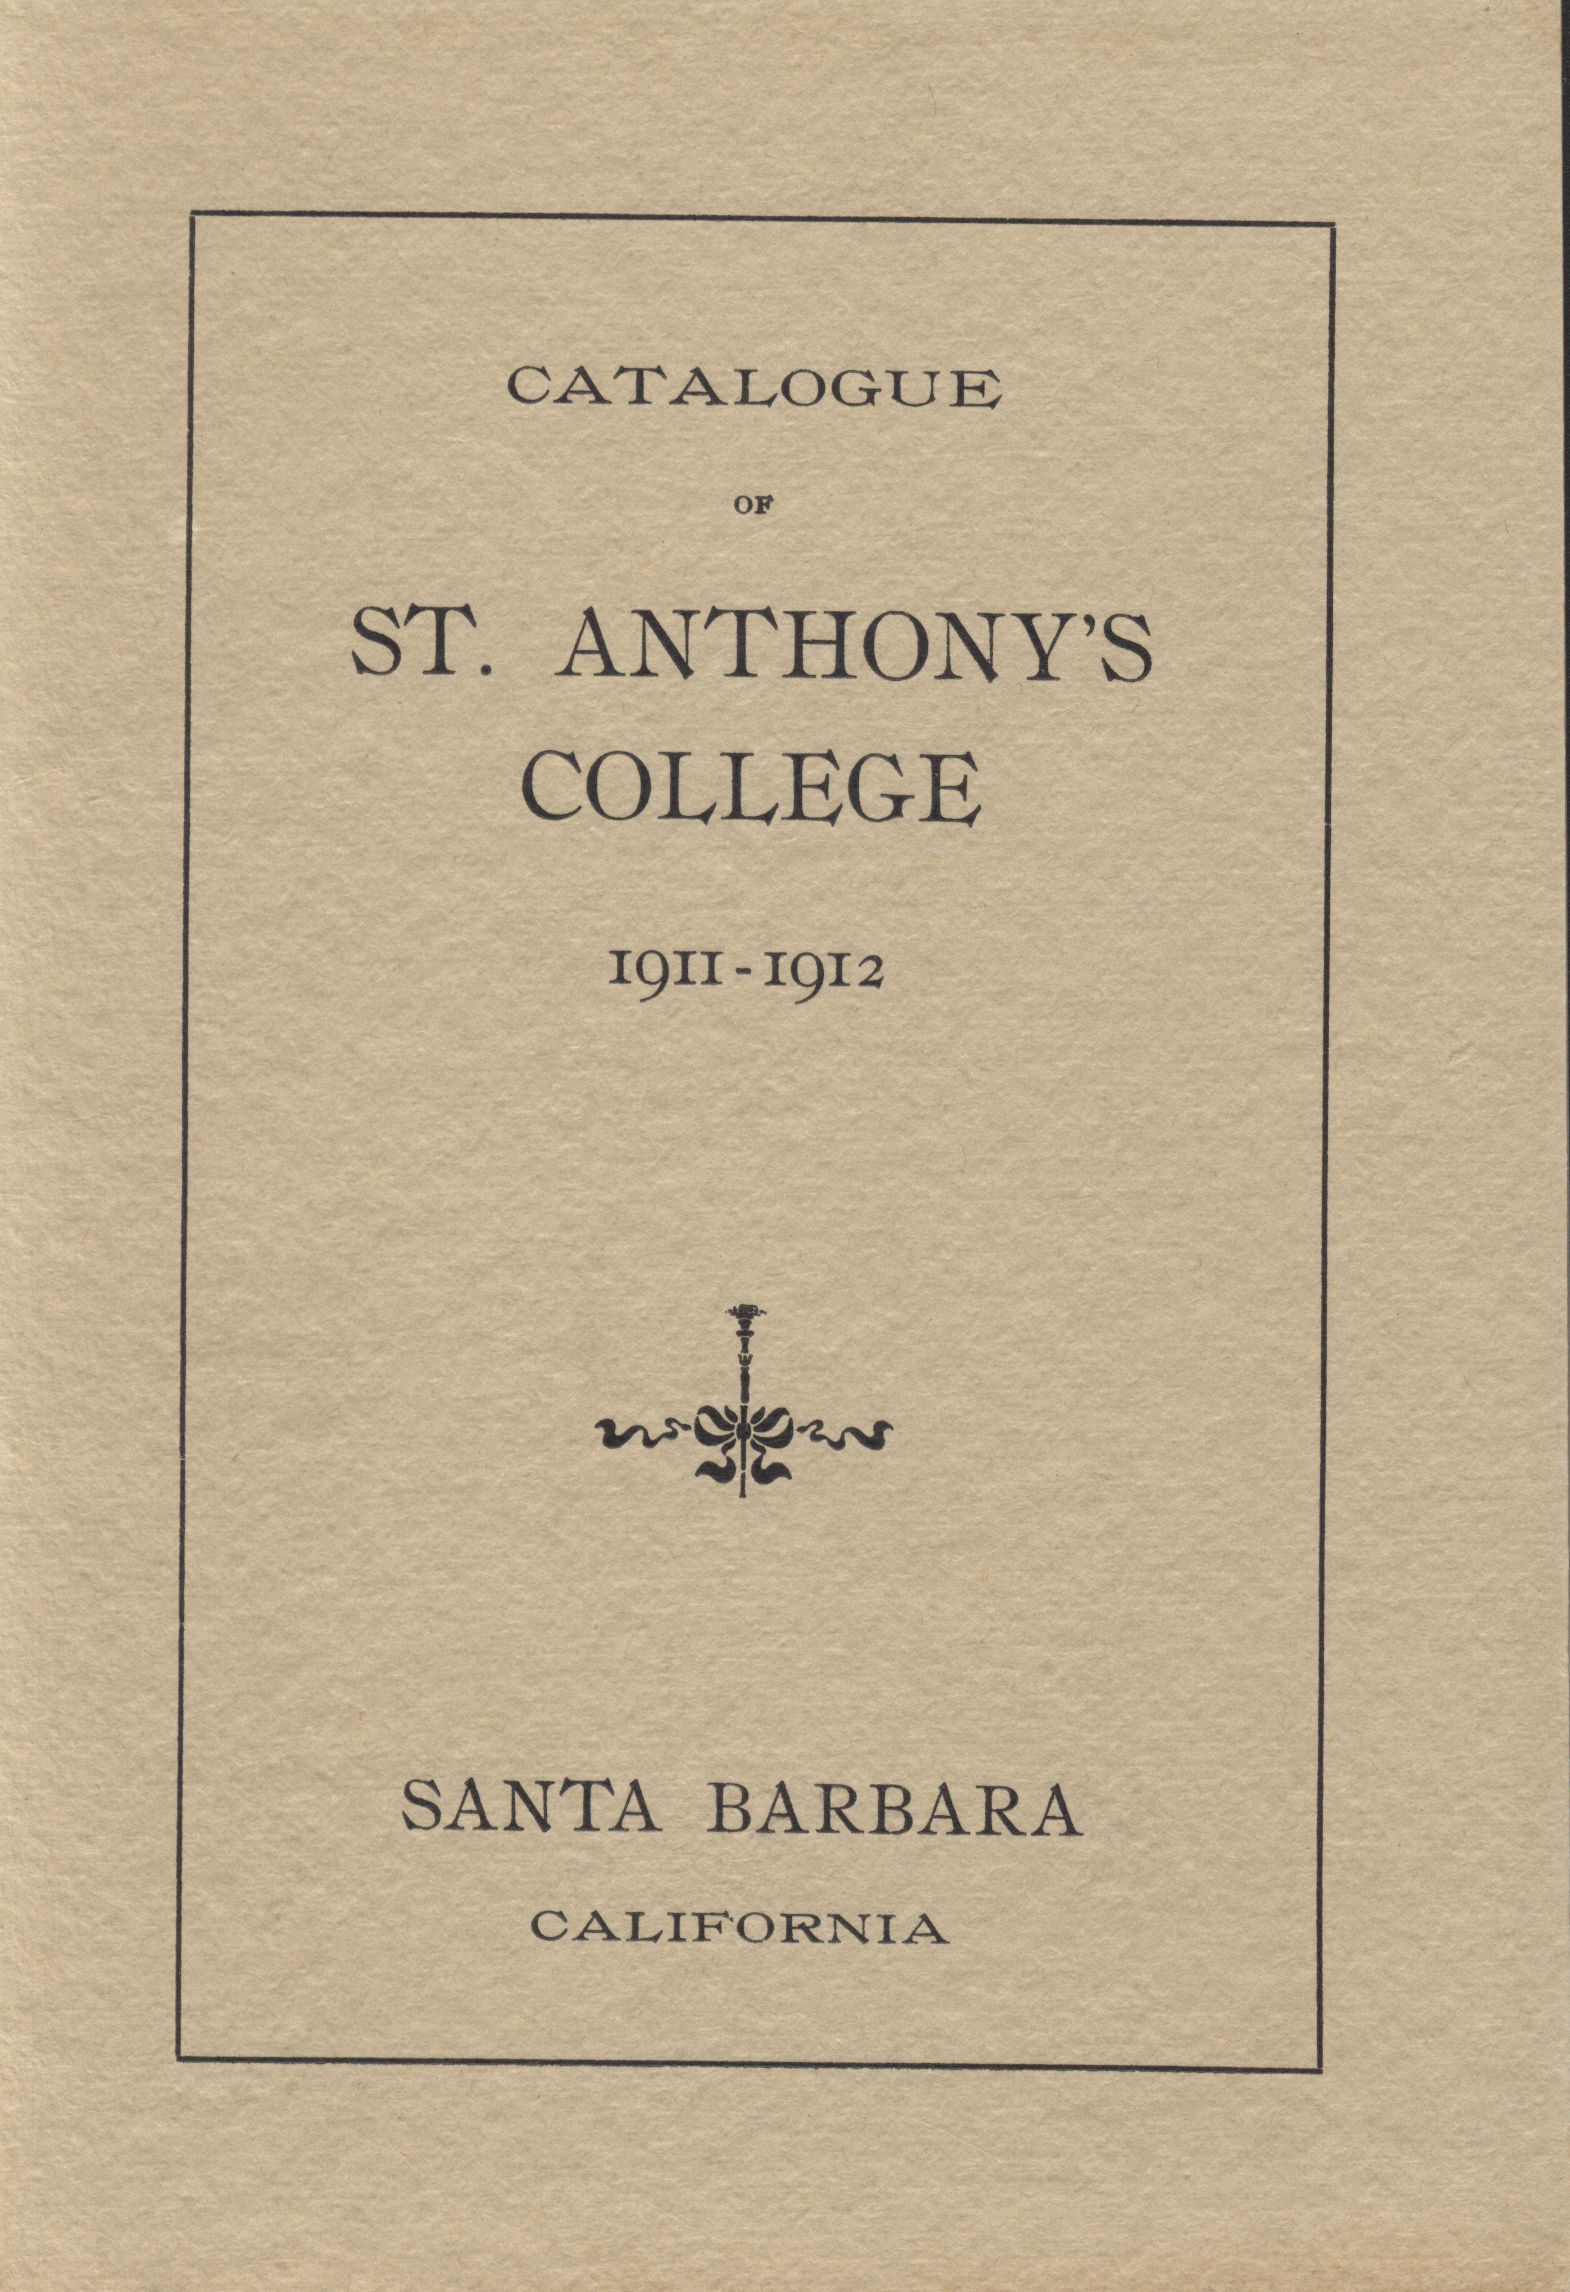 CATALOGUE
OF
ST. ANTHONY'S
COLLEGE
1911-1912
SANTA BARBARA
CALIFORNIA